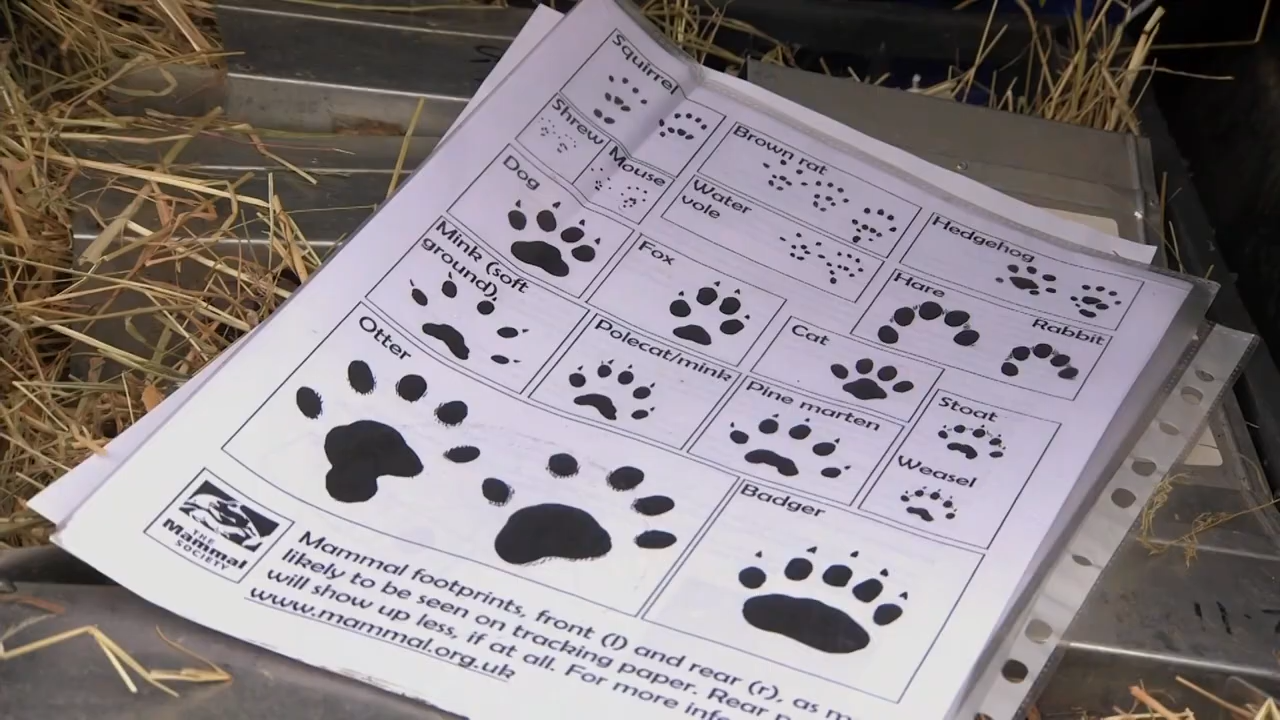 Squirrel
Shrew
Mouse
Brown rat
Water
vole
Hedgehog
Dog
Fox
Hare
Rabbit
Mink (soft
ground)
Cat
Polecat/mink
Pine marten
Stoat
Weasel
Otter
Badger
THE
Mammal
SOCIETY
Mammal footprints, front (l) and rear (r), as m
likely to be seen on tracking paper. Rear
will show up less, if at all. For more info
www.mammal.org.uk